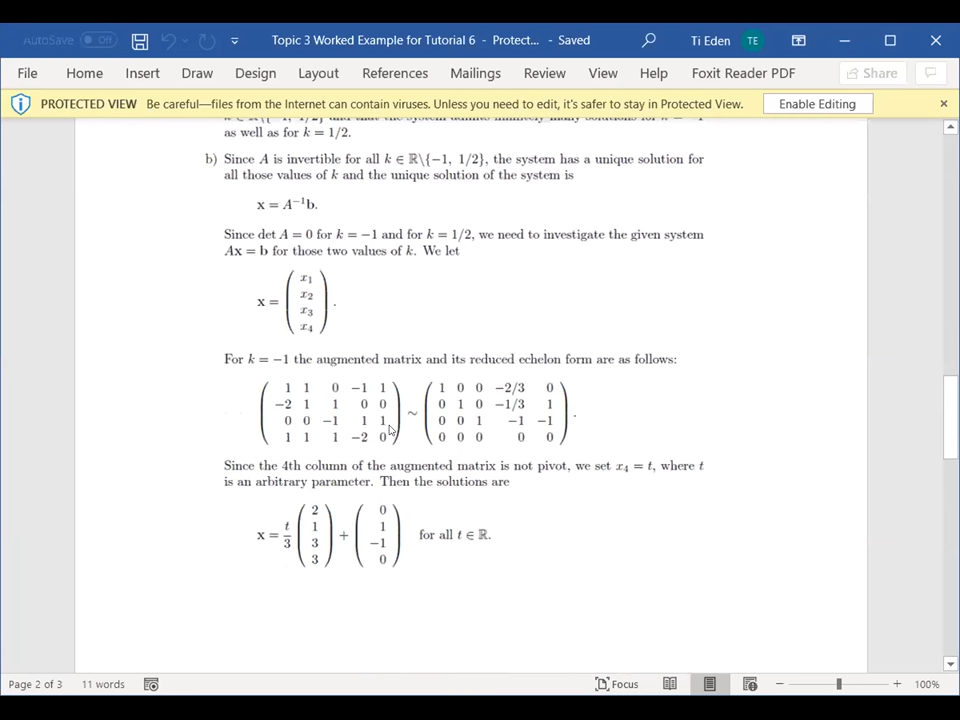 AutoSave Off
Topic 3 Worked Example for Tutorial 6 - Protect... - Saved
Ti Eden TE
File Home Insert Draw Design Layout References Mailings Review View Help Foxit Reader PDF Share
PROTECTED VIEW Be careful—files from the Internet can contain viruses. Unless you need to edit, it's safer to stay in Protected View. Enable Editing
as well as for k = 1/2.
b) Since A is invertible for all k ∈ ℝ\{−1, 1/2}, the system has a unique solution for
all those values of k and the unique solution of the system is
x = A⁻¹b.
Since det A = 0 for k = −1 and for k = 1/2, we need to investigate the given system
Ax = b for those two values of k. We let
x = ( x₁
x₂
x₃
x₄ ) .
For k = −1 the augmented matrix and its reduced echelon form are as follows:
( 1 1 0 −1 1 ) ∼ ( 1 0 0 −2/3 0 )
( −2 1 1 0 0 ) ( 0 1 0 −1/3 1 )
( 0 0 −1 1 1 ) ( 0 0 1 −1 −1 )
( 1 1 1 −2 0 ) ( 0 0 0 0 0 ) .
Since the 4th column of the augmented matrix is not pivot, we set x₄ = t, where t
is an arbitrary parameter. Then the solutions are
x = t/3 ( 2 1 3 3 ) + ( 0 1 −1 0 ) for all t ∈ ℝ.
Page 2 of 3 11 words Focus 100%